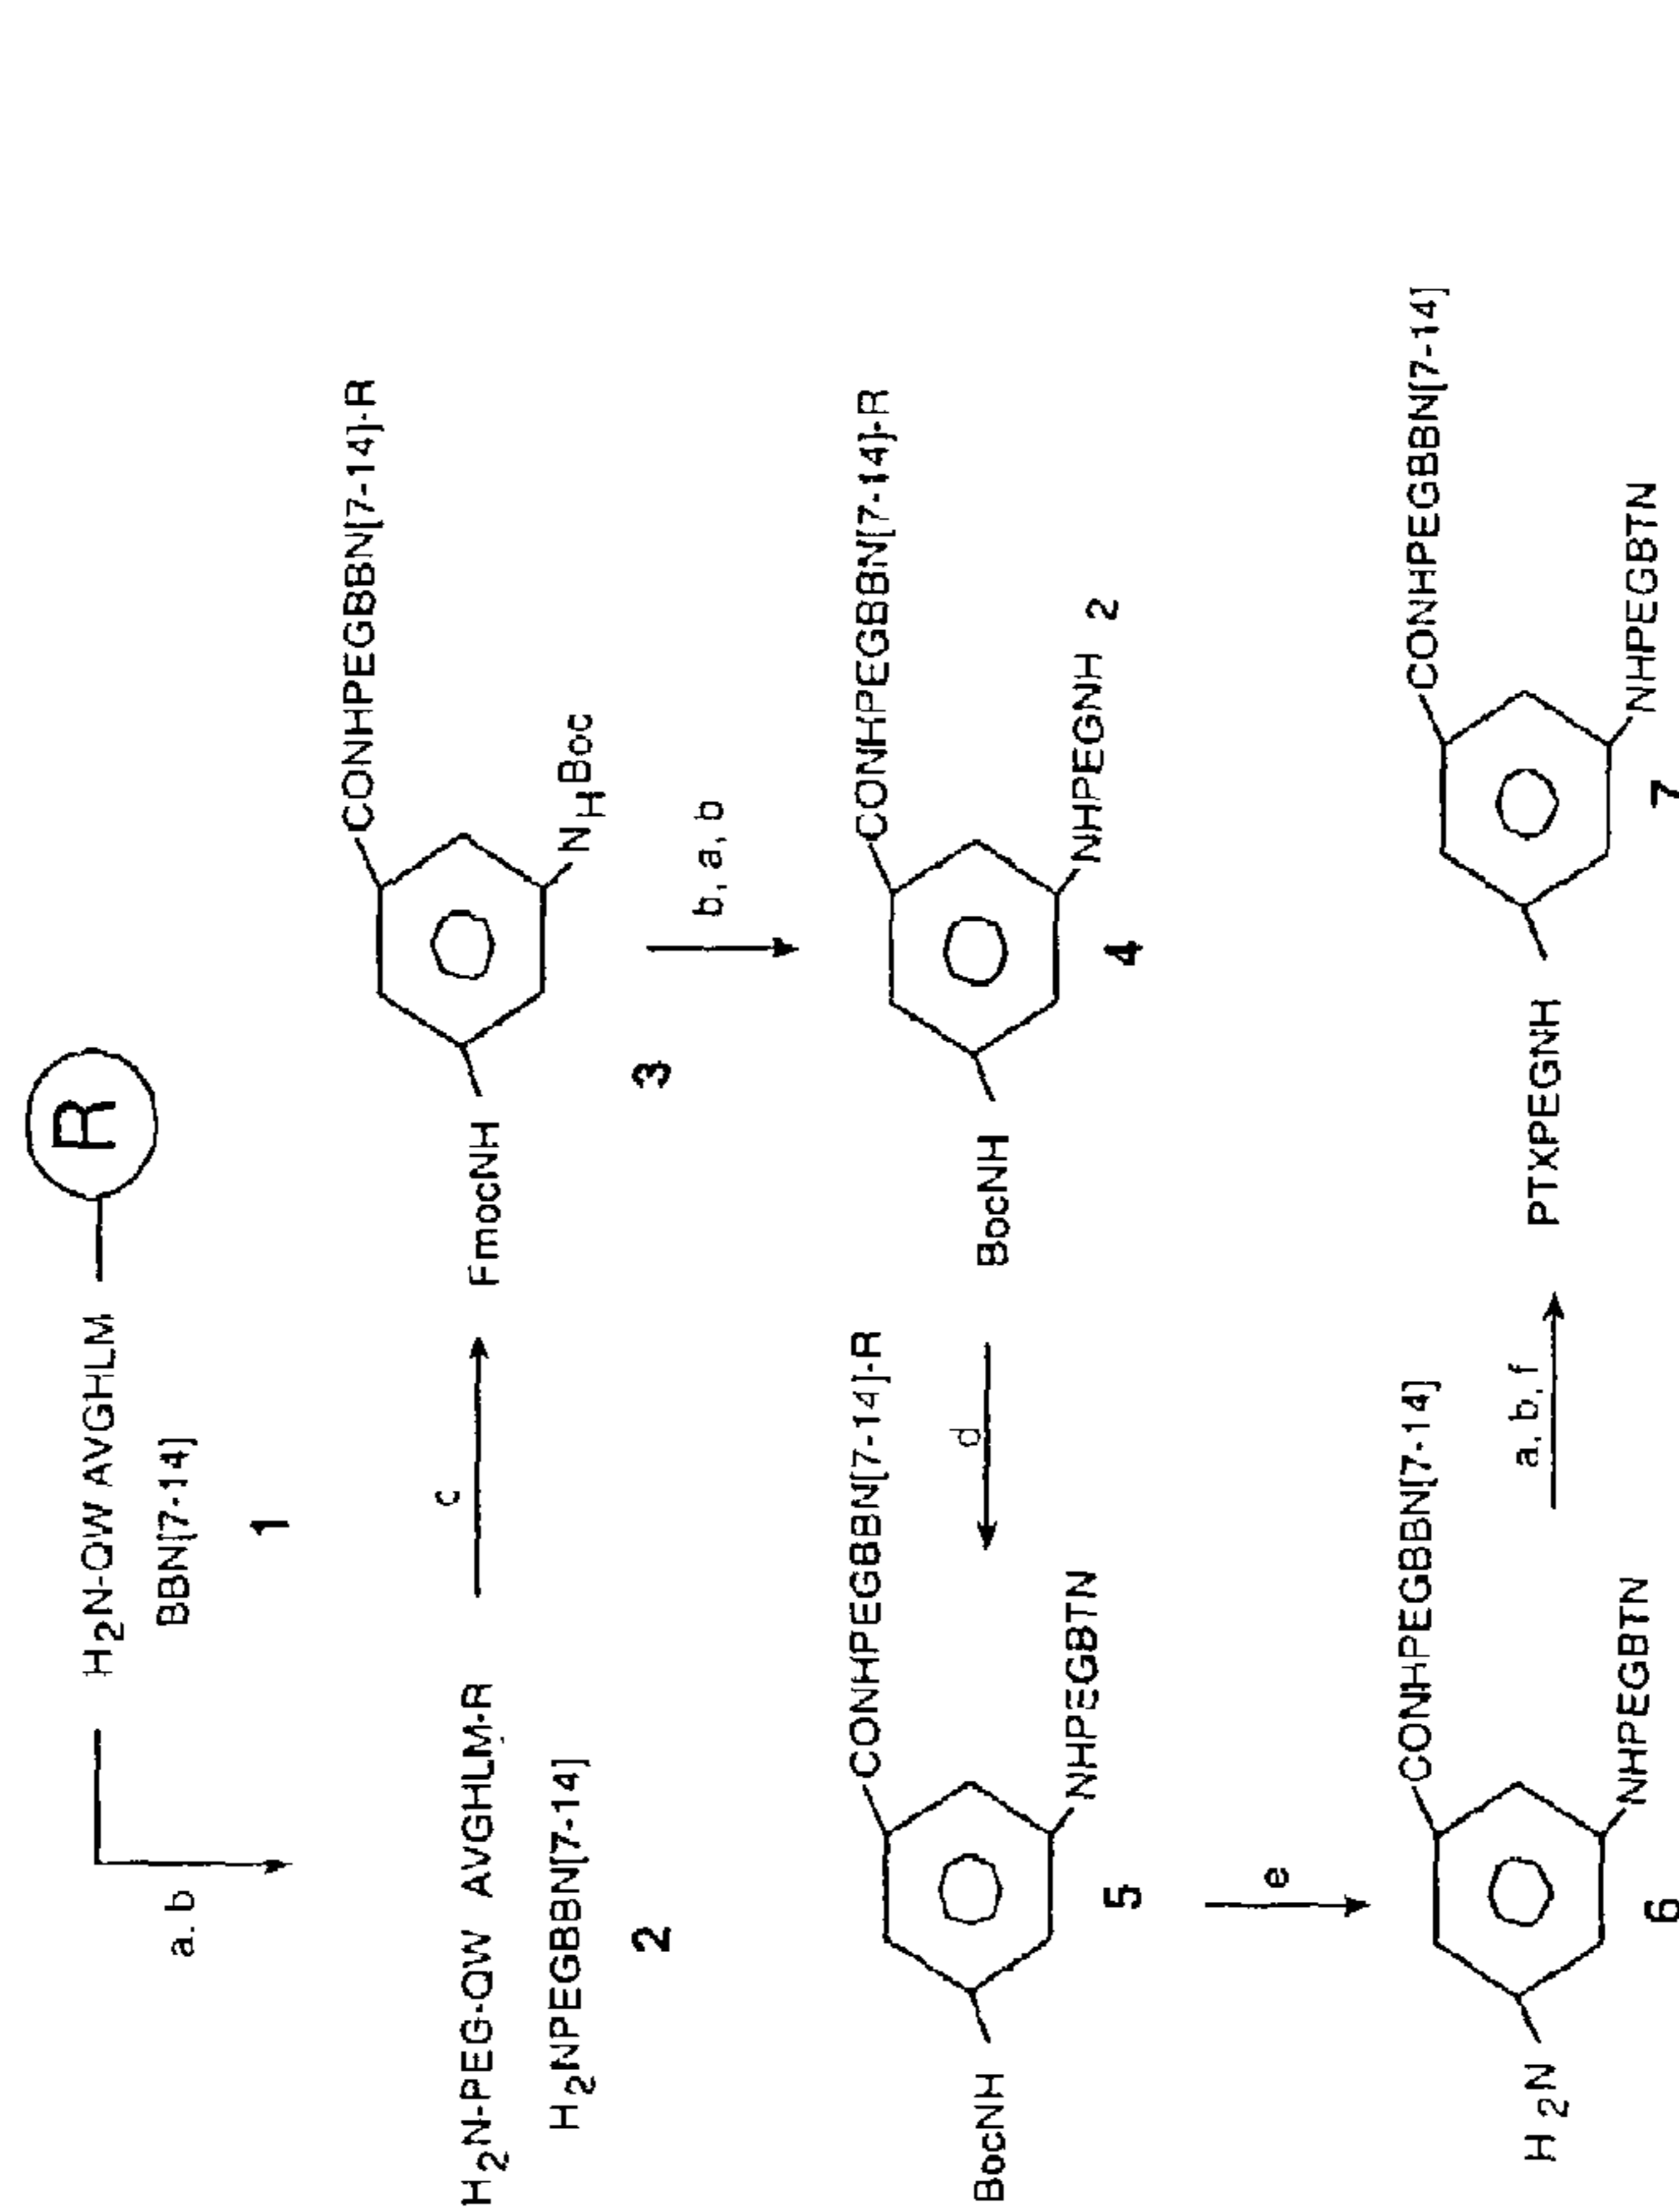 H2N-QW AVGHLM — R
BBN[7-14]
1
a. b
H2N-PEG-QW AVGHLM-R
H2NPEGBBN[7-14]
2
c
FmocNH
CONHPEGBBN[7-14]-R
NHBoc
3
b, a, b
BocNH
CONHPEGBBN[7-14]-R
NHPEGNH 2
4
d
BocNH
CONHPEGBBN[7-14]-R
NHPEGBTN
5
e
H2N
CONHPEGBBN[7-14]
NHPEGBTN
6
a, b, f
PTXPEGNH
CONHPEGBBN[7-14]
NHPEGBTN
7